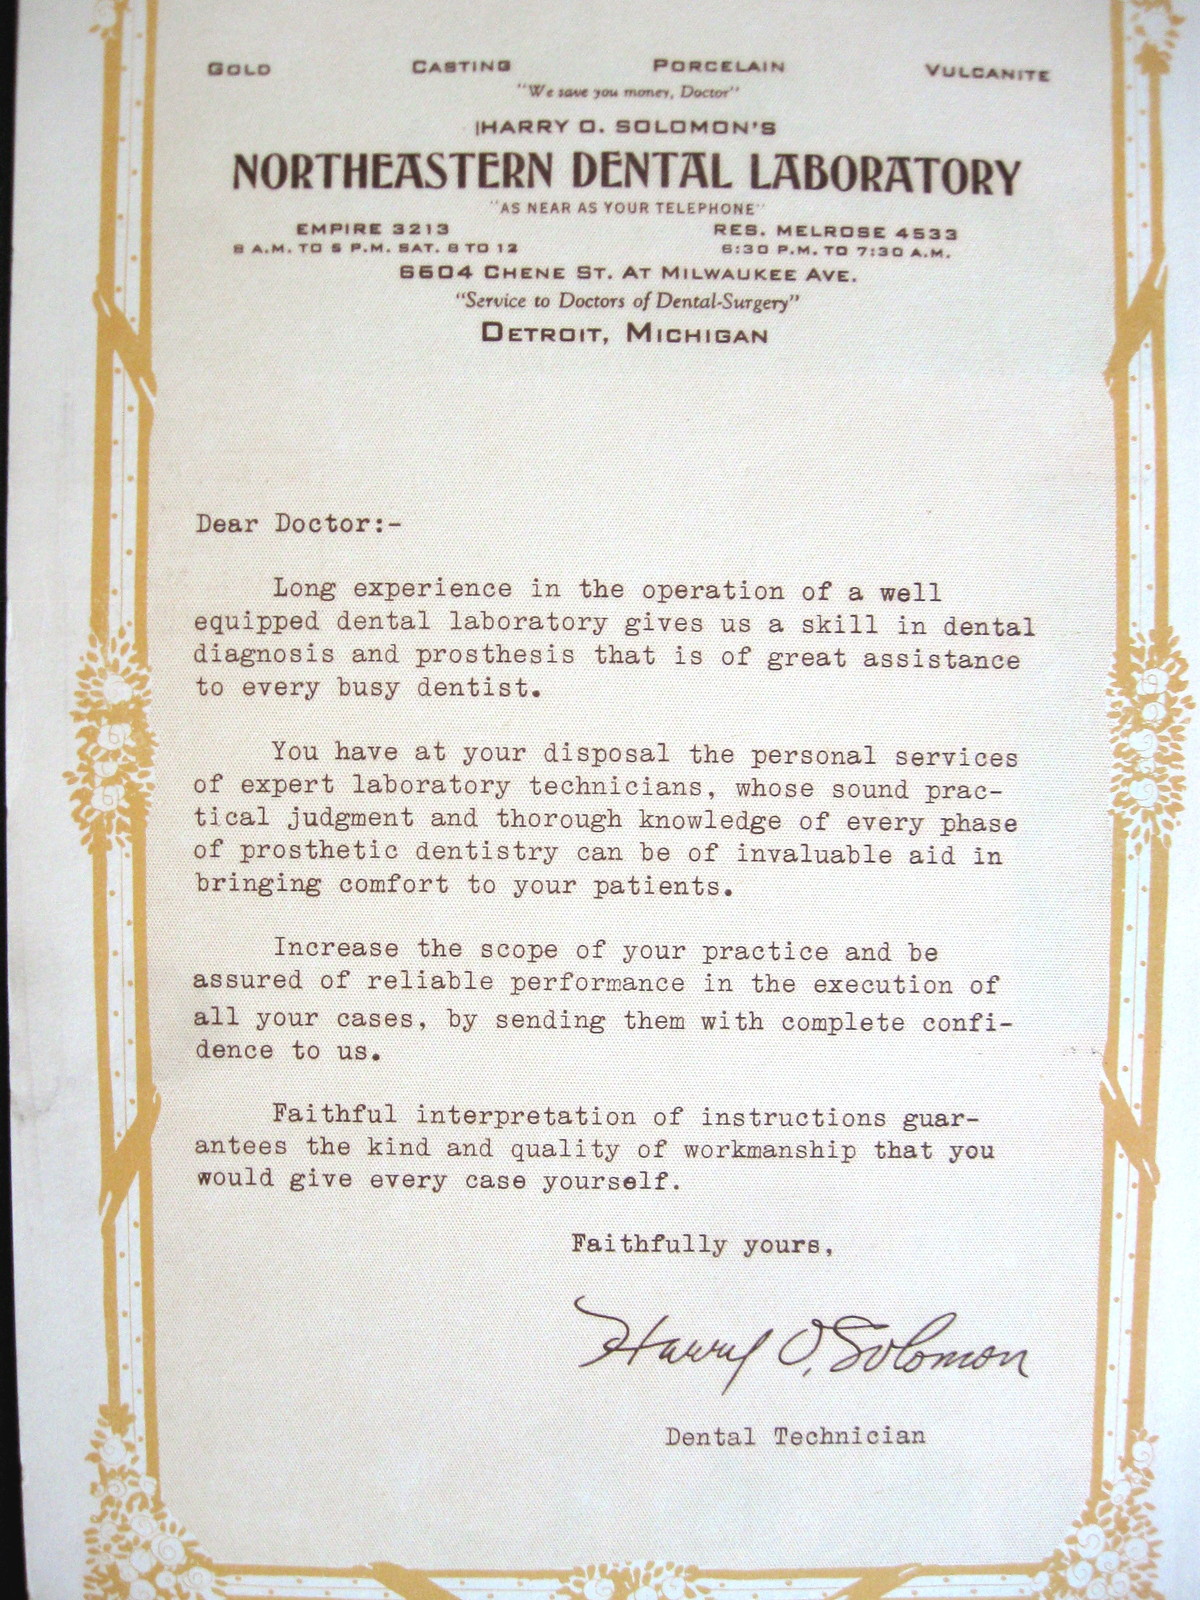 GOLD CASTING PORCELAIN VULCANITE
"We save you money, Doctor"
HARRY O. SOLOMON'S
NORTHEASTERN DENTAL LABORATORY
"AS NEAR AS YOUR TELEPHONE"
EMPIRE 3213 RES. MELROSE 4533
8 A.M. TO 5 P.M. SAT. 8 TO 12 6:30 P.M. TO 7:30 A.M.
6604 CHENE ST. AT MILWAUKEE AVE.
"Service to Doctors of Dental-Surgery"
DETROIT, MICHIGAN
Dear Doctor:-
Long experience in the operation of a well
equipped dental laboratory gives us a skill in dental
diagnosis and prosthesis that is of great assistance
to every busy dentist.
You have at your disposal the personal services
of expert laboratory technicians, whose sound prac-
tical judgment and thorough knowledge of every phase
of prosthetic dentistry can be of invaluable aid in
bringing comfort to your patients.
Increase the scope of your practice and be
assured of reliable performance in the execution of
all your cases, by sending them with complete confi-
dence to us.
Faithful interpretation of instructions guar-
antees the kind and quality of workmanship that you
would give every case yourself.
Faithfully yours,
Harry O. Solomon
Dental Technician